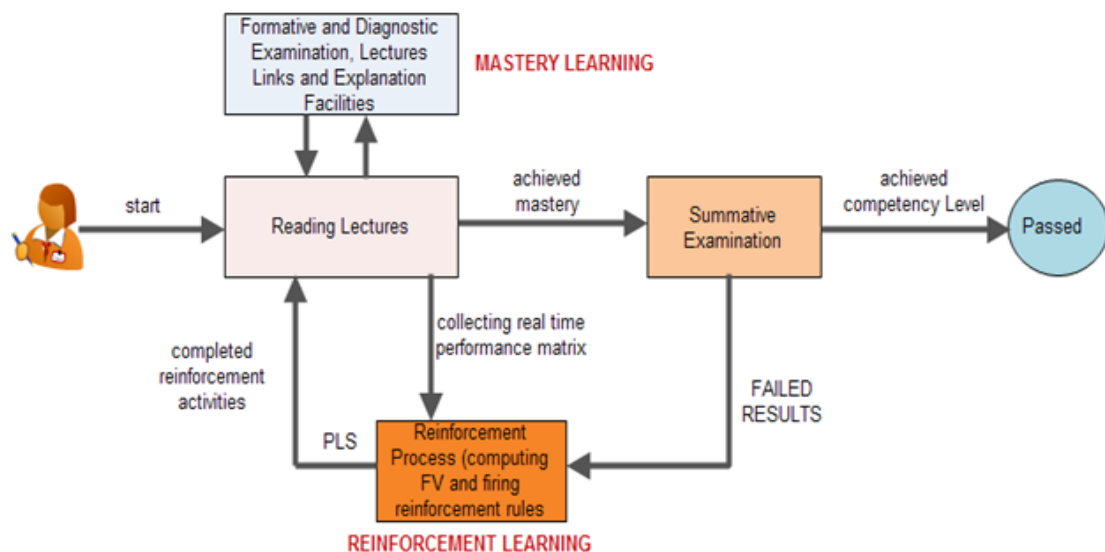 Formative and Diagnostic
Examination, Lectures
Links and Explanation
Facilities
MASTERY LEARNING
start
Reading Lectures
achieved
mastery
Summative
Examination
achieved
competency Level
Passed
collecting real time
performance matrix
completed
reinforcement
activities
FAILED
RESULTS
PLS
Reinforcement
Process (computing
FV and firing
reinforcement rules
REINFORCEMENT LEARNING